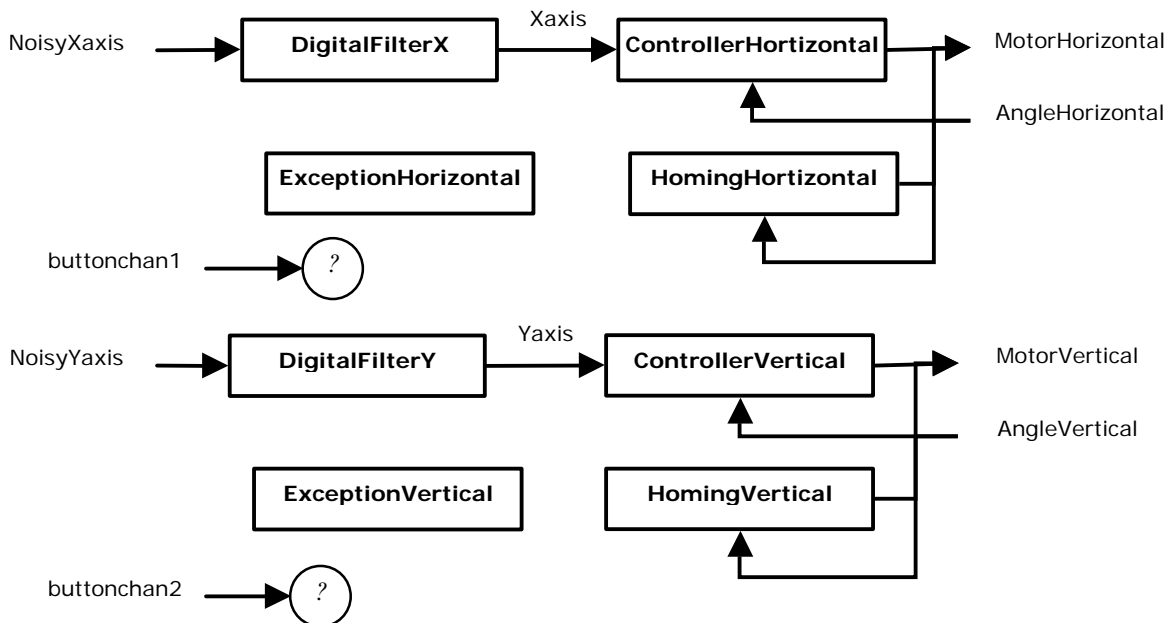 Xaxis
NoisyXaxis
DigitalFilterX
ControllerHortizontal
MotorHorizontal
AngleHorizontal
ExceptionHorizontal
HomingHortizontal
buttonchan1
?
Yaxis
NoisyYaxis
DigitalFilterY
ControllerVertical
MotorVertical
AngleVertical
ExceptionVertical
HomingVertical
buttonchan2
?